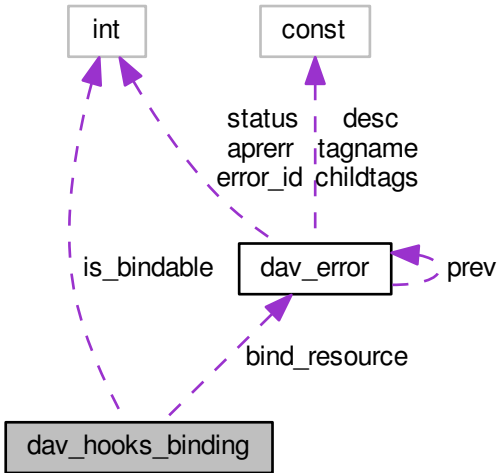 int
const
status
aprerr
error_id
desc
tagname
childtags
is_bindable
dav_error
prev
bind_resource
dav_hooks_binding